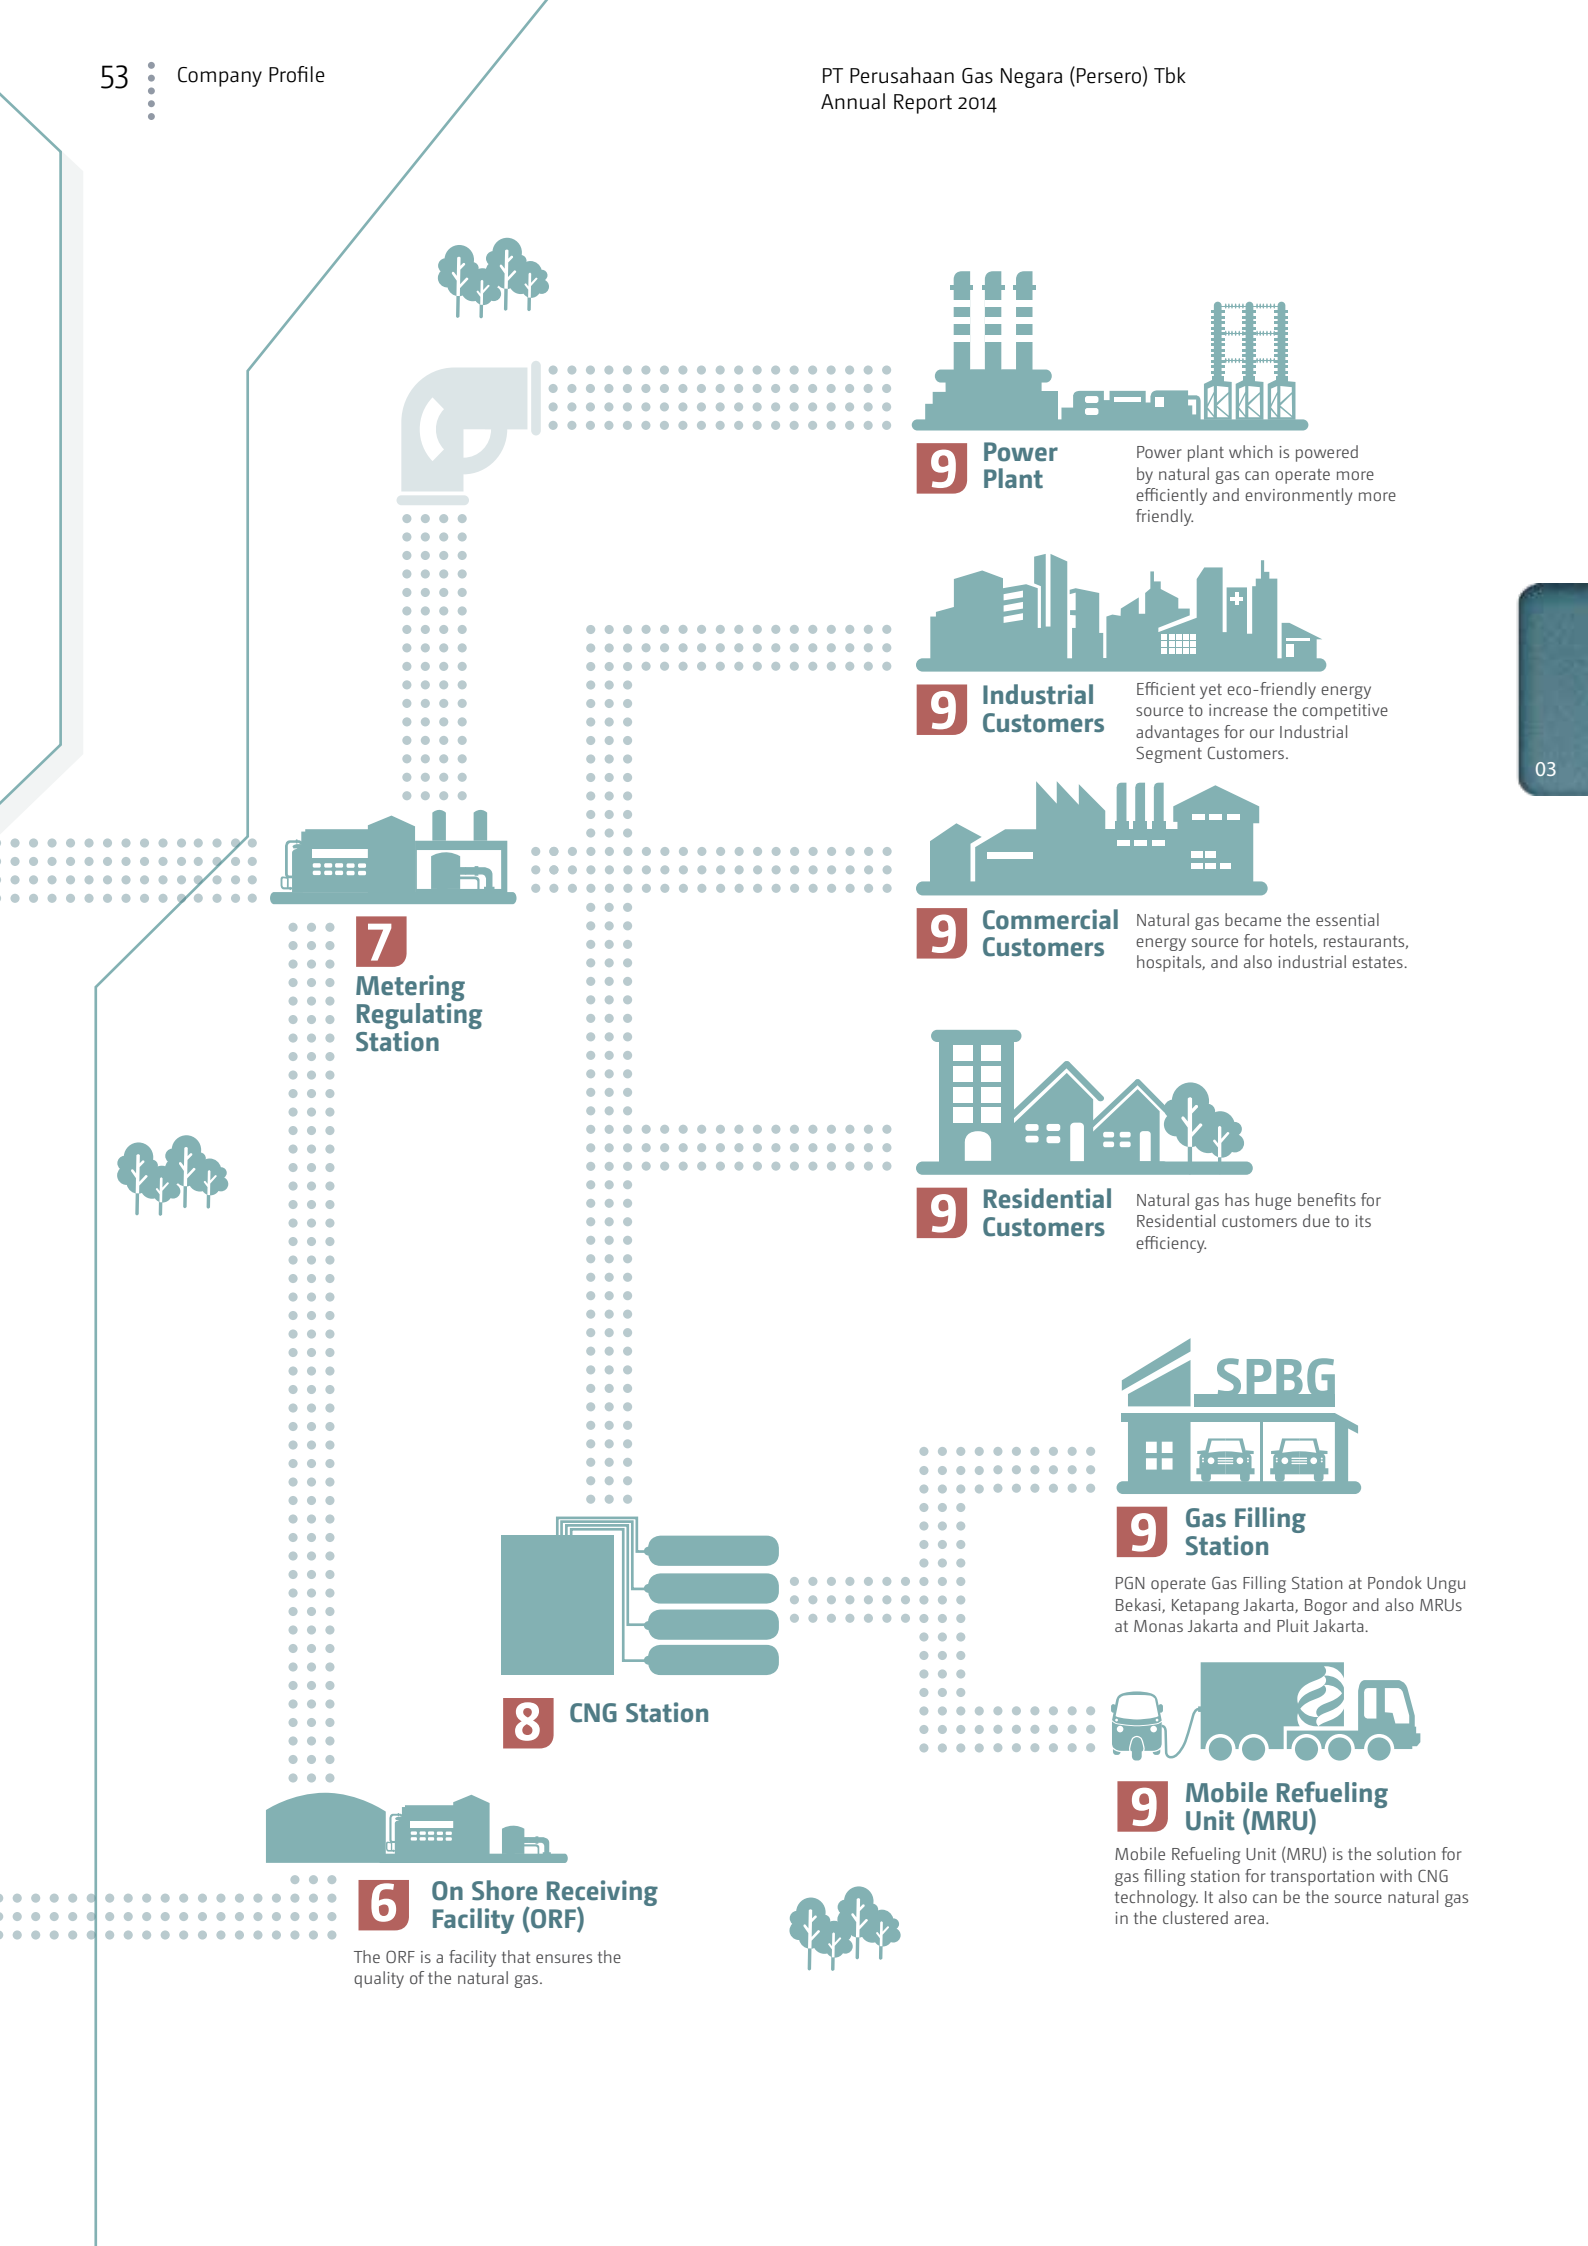 53
Company Profile
PT Perusahaan Gas Negara (Persero) Tbk
Annual Report 2014
9
Power
Plant
Power plant which is powered
by natural gas can operate more
efficiently and environmently more
friendly.
9
Industrial
Customers
Efficient yet eco-friendly energy
source to increase the competitive
advantages for our Industrial
Segment Customers.
03
9
Commercial
Customers
Natural gas became the essential
energy source for hotels, restaurants,
hospitals, and also industrial estates.
7
Metering
Regulating
Station
9
Residential
Customers
Natural gas has huge benefits for
Residential customers due to its
efficiency.
SPBG
9
Gas Filling
Station
PGN operate Gas Filling Station at Pondok Ungu
Bekasi, Ketapang Jakarta, Bogor and also MRUs
at Monas Jakarta and Pluit Jakarta.
8
CNG Station
9
Mobile Refueling
Unit (MRU)
Mobile Refueling Unit (MRU) is the solution for
gas filling station for transportation with CNG
technology. It also can be the source natural gas
in the clustered area.
6
On Shore Receiving
Facility (ORF)
The ORF is a facility that ensures the
quality of the natural gas.